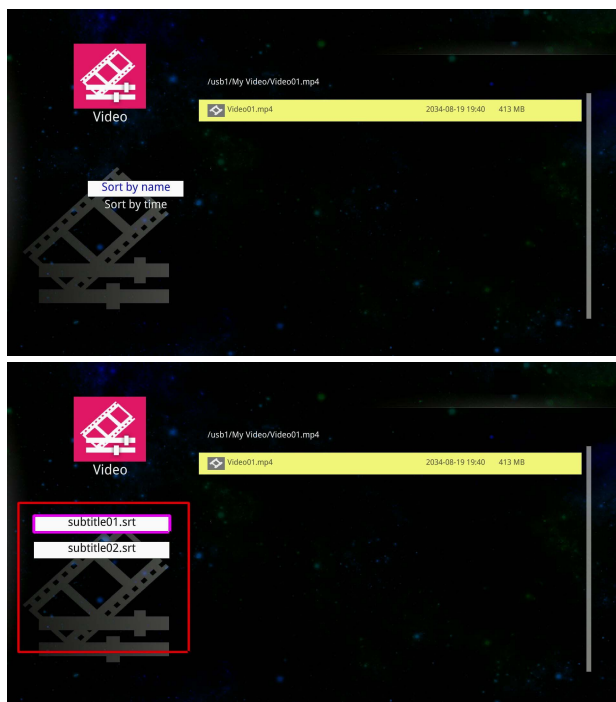 /usb1/My Video/Video01.mp4
Video
Video01.mp4 2034-08-19 19:40 413 MB
Sort by name
Sort by time
/usb1/My Video/Video01.mp4
Video
Video01.mp4 2034-08-19 19:40 413 MB
subtitle01.srt
subtitle02.srt